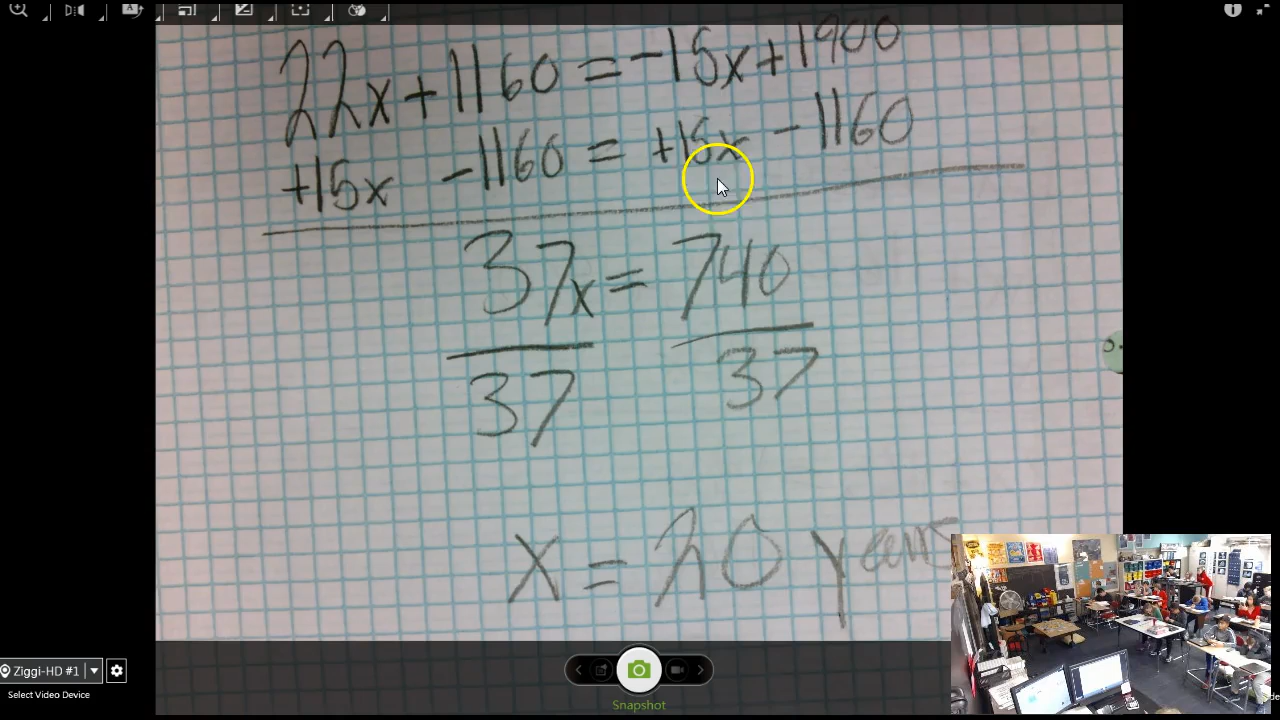 22x+1160=-15x+1900
+15x -1160 = +15x -1160
37x = 740
37 37
x = 20 years
Ziggi-HD #1
Select Video Device
Snapshot